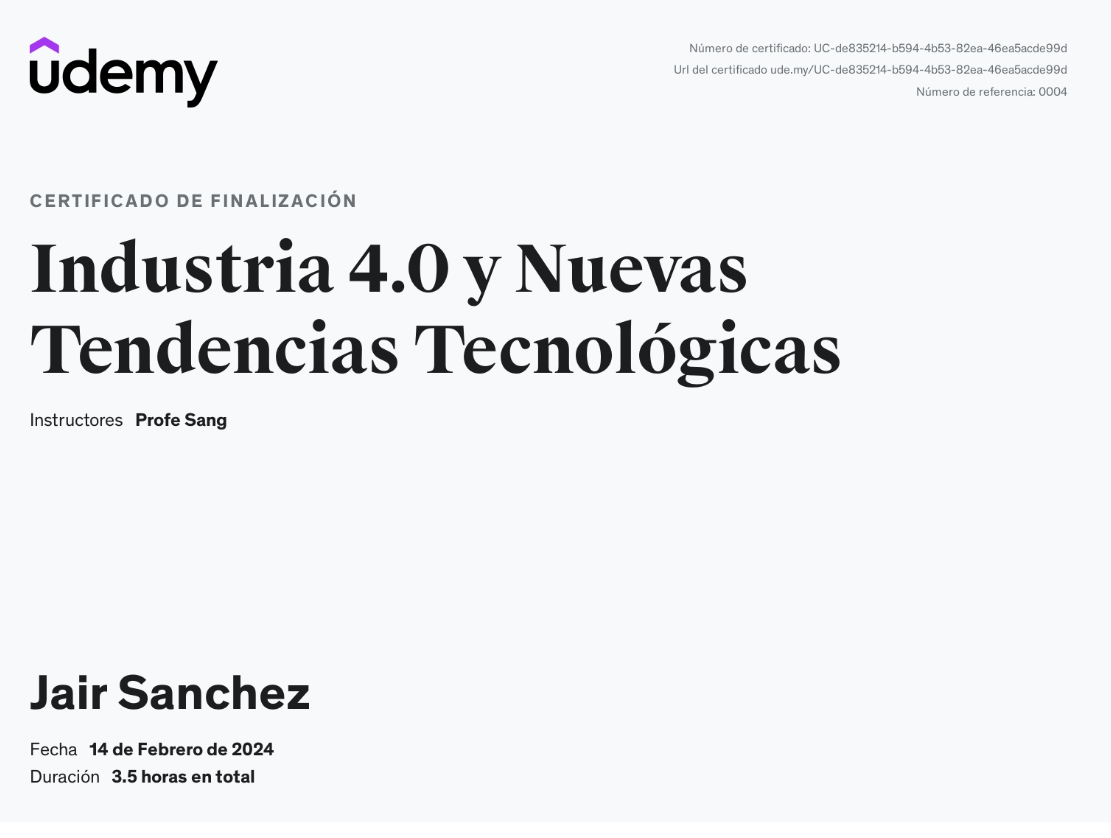 udemy
Número de certificado: UC-de835214-b594-4b53-82ea-46ea5acde99d
Url del certificado ude.my/UC-de835214-b594-4b53-82ea-46ea5acde99d
Número de referencia: 0004
CERTIFICADO DE FINALIZACIÓN
Industria 4.0 y Nuevas
Tendencias Tecnológicas
Instructores Profe Sang
Jair Sanchez
Fecha 14 de Febrero de 2024
Duración 3.5 horas en total